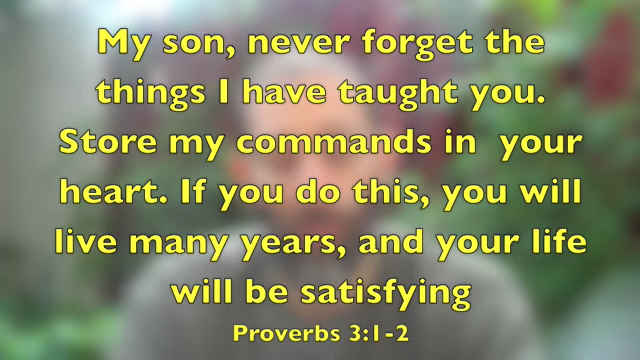 My son, never forget the
things I have taught you.
Store my commands in  your
heart. If you do this, you will
live many years, and your life
will be satisfying
Proverbs 3:1-2